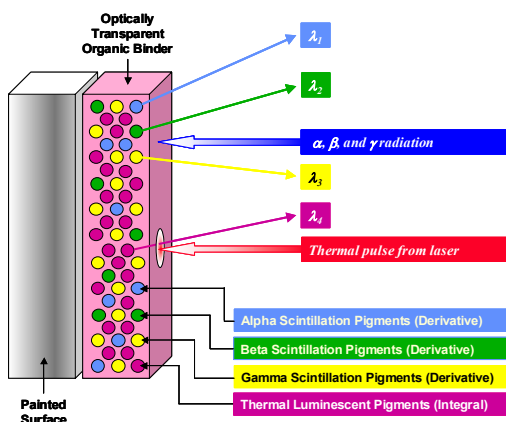 Optically
Transparent
Organic Binder
λ1
λ2
α, β, and γ radiation
λ3
λ4
Thermal pulse from laser
Alpha Scintillation Pigments (Derivative)
Beta Scintillation Pigments (Derivative)
Gamma Scintillation Pigments (Derivative)
Thermal Luminescent Pigments (Integral)
Painted
Surface